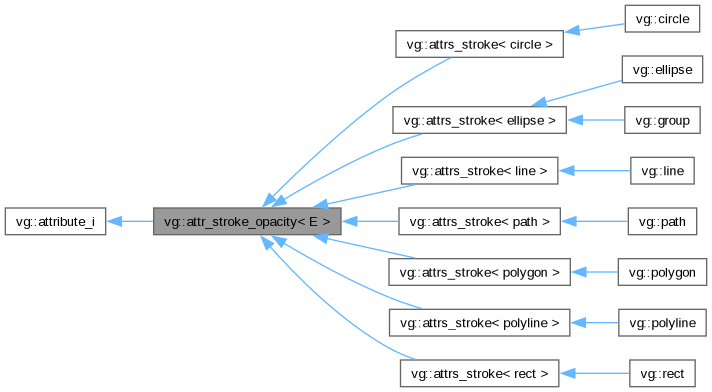 vg::circle
vg::attrs_stroke< circle >
vg::ellipse
vg::attrs_stroke< ellipse >
vg::group
vg::attrs_stroke< line >
vg::line
vg::attribute_i
vg::attr_stroke_opacity< E >
vg::attrs_stroke< path >
vg::path
vg::attrs_stroke< polygon >
vg::polygon
vg::attrs_stroke< polyline >
vg::polyline
vg::attrs_stroke< rect >
vg::rect